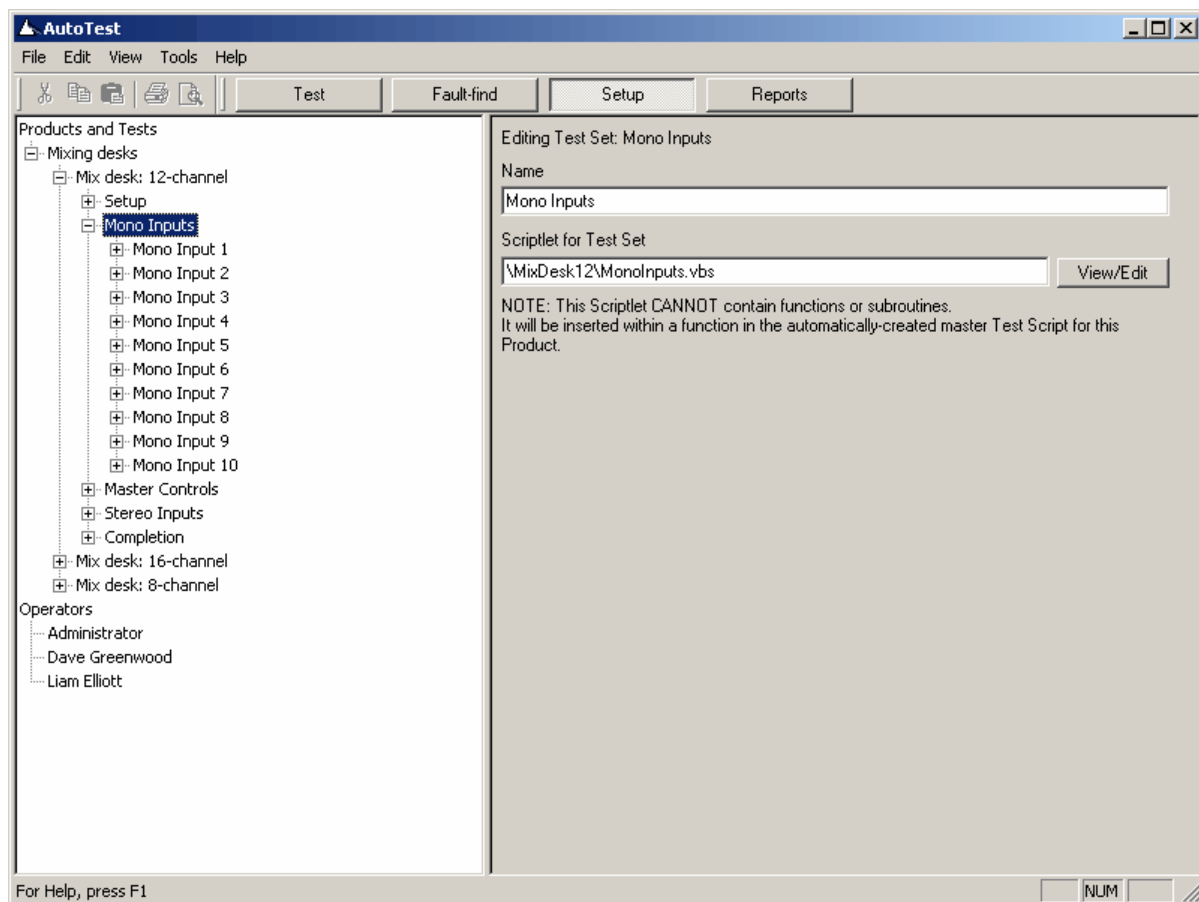 AutoTest
File Edit View Tools Help
Test Fault-find Setup Reports
Products and Tests
Mixing desks
Mix desk: 12-channel
Setup
Mono Inputs
Mono Input 1
Mono Input 2
Mono Input 3
Mono Input 4
Mono Input 5
Mono Input 6
Mono Input 7
Mono Input 8
Mono Input 9
Mono Input 10
Master Controls
Stereo Inputs
Completion
Mix desk: 16-channel
Mix desk: 8-channel
Operators
Administrator
Dave Greenwood
Liam Elliott
Editing Test Set: Mono Inputs
Name
Mono Inputs
Scriptlet for Test Set
\MixDesk12\MonoInputs.vbs View/Edit
NOTE: This Scriptlet CANNOT contain functions or subroutines.
It will be inserted within a function in the automatically-created master Test Script for this
Product.
For Help, press F1 NUM